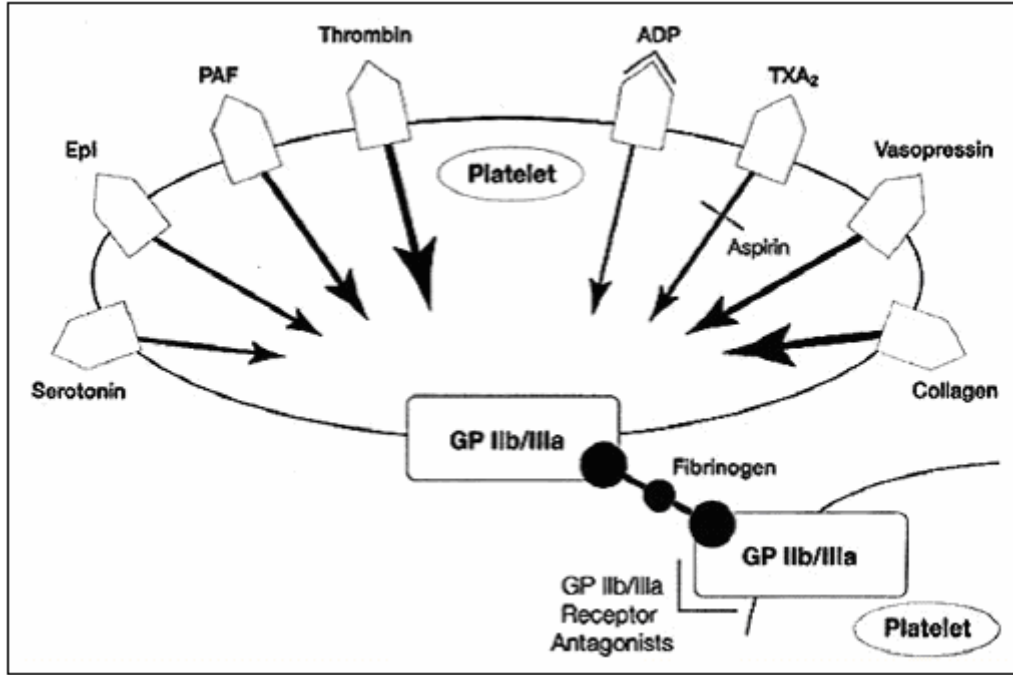 Thrombin
ADP
PAF
TXA₂
Epi
Vasopressin
Platelet
Aspirin
Serotonin
Collagen
GP IIb/IIIa
Fibrinogen
GP IIb/IIIa
GP IIb/IIIa
Receptor
Antagonists
Platelet